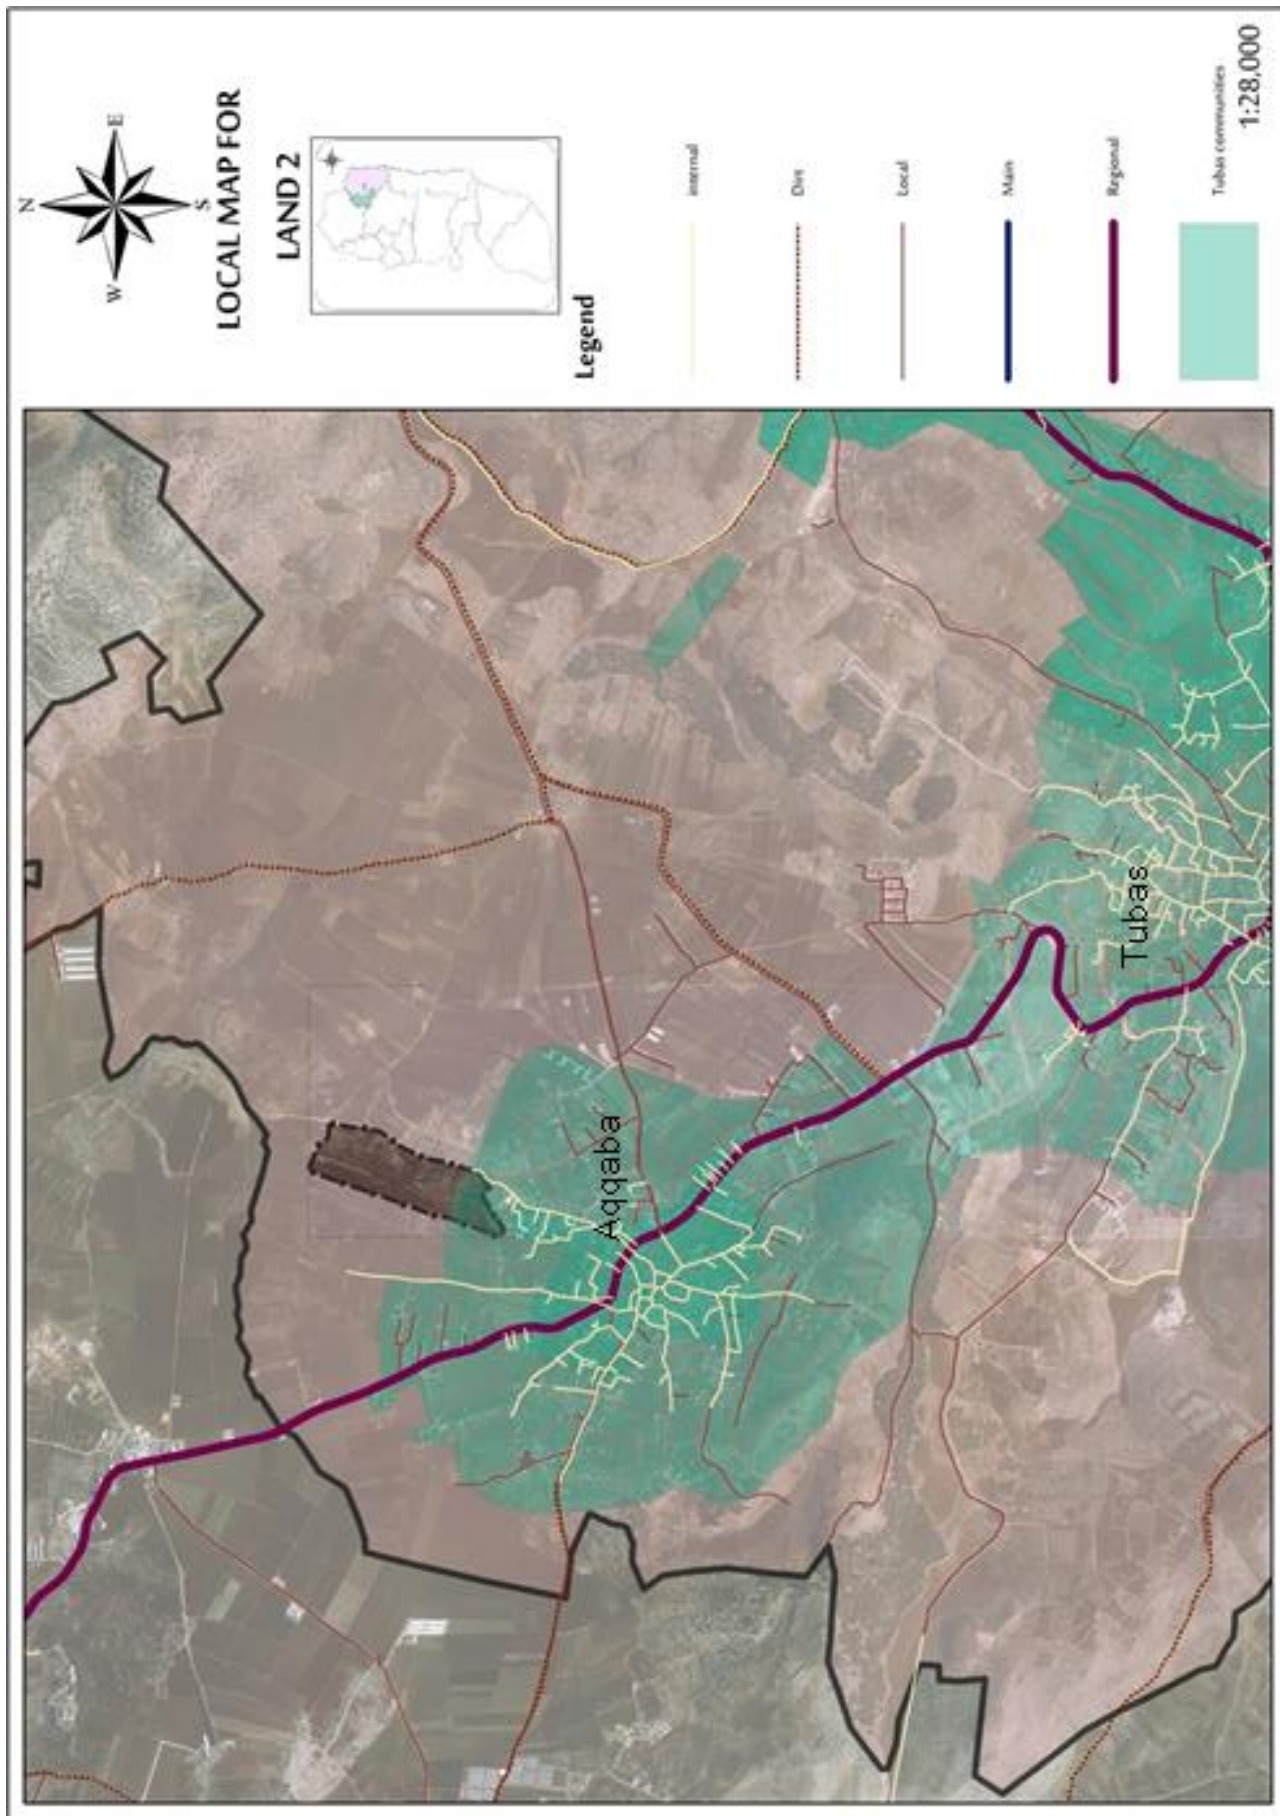 N
W
E
S
LOCAL MAP FOR
LAND 2
Legend
internal
Dirt
Local
Main
Regional
Tubas communities
1:28,000
Aqqaba
Tubas